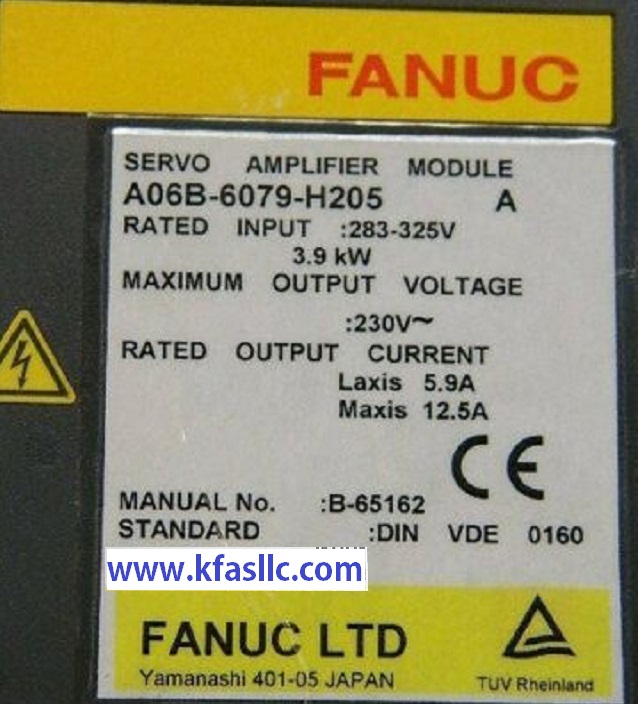 FANUC
SERVO AMPLIFIER MODULE
A06B-6079-H205 A
RATED INPUT :283-325V
3.9 kW
MAXIMUM OUTPUT VOLTAGE
:230V~
RATED OUTPUT CURRENT
Laxis 5.9A
Maxis 12.5A
CE
MANUAL No. :B-65162
STANDARD :DIN VDE 0160
www.kfasllc.com
FANUC LTD
Yamanashi 401-05 JAPAN
TUV Rheinland